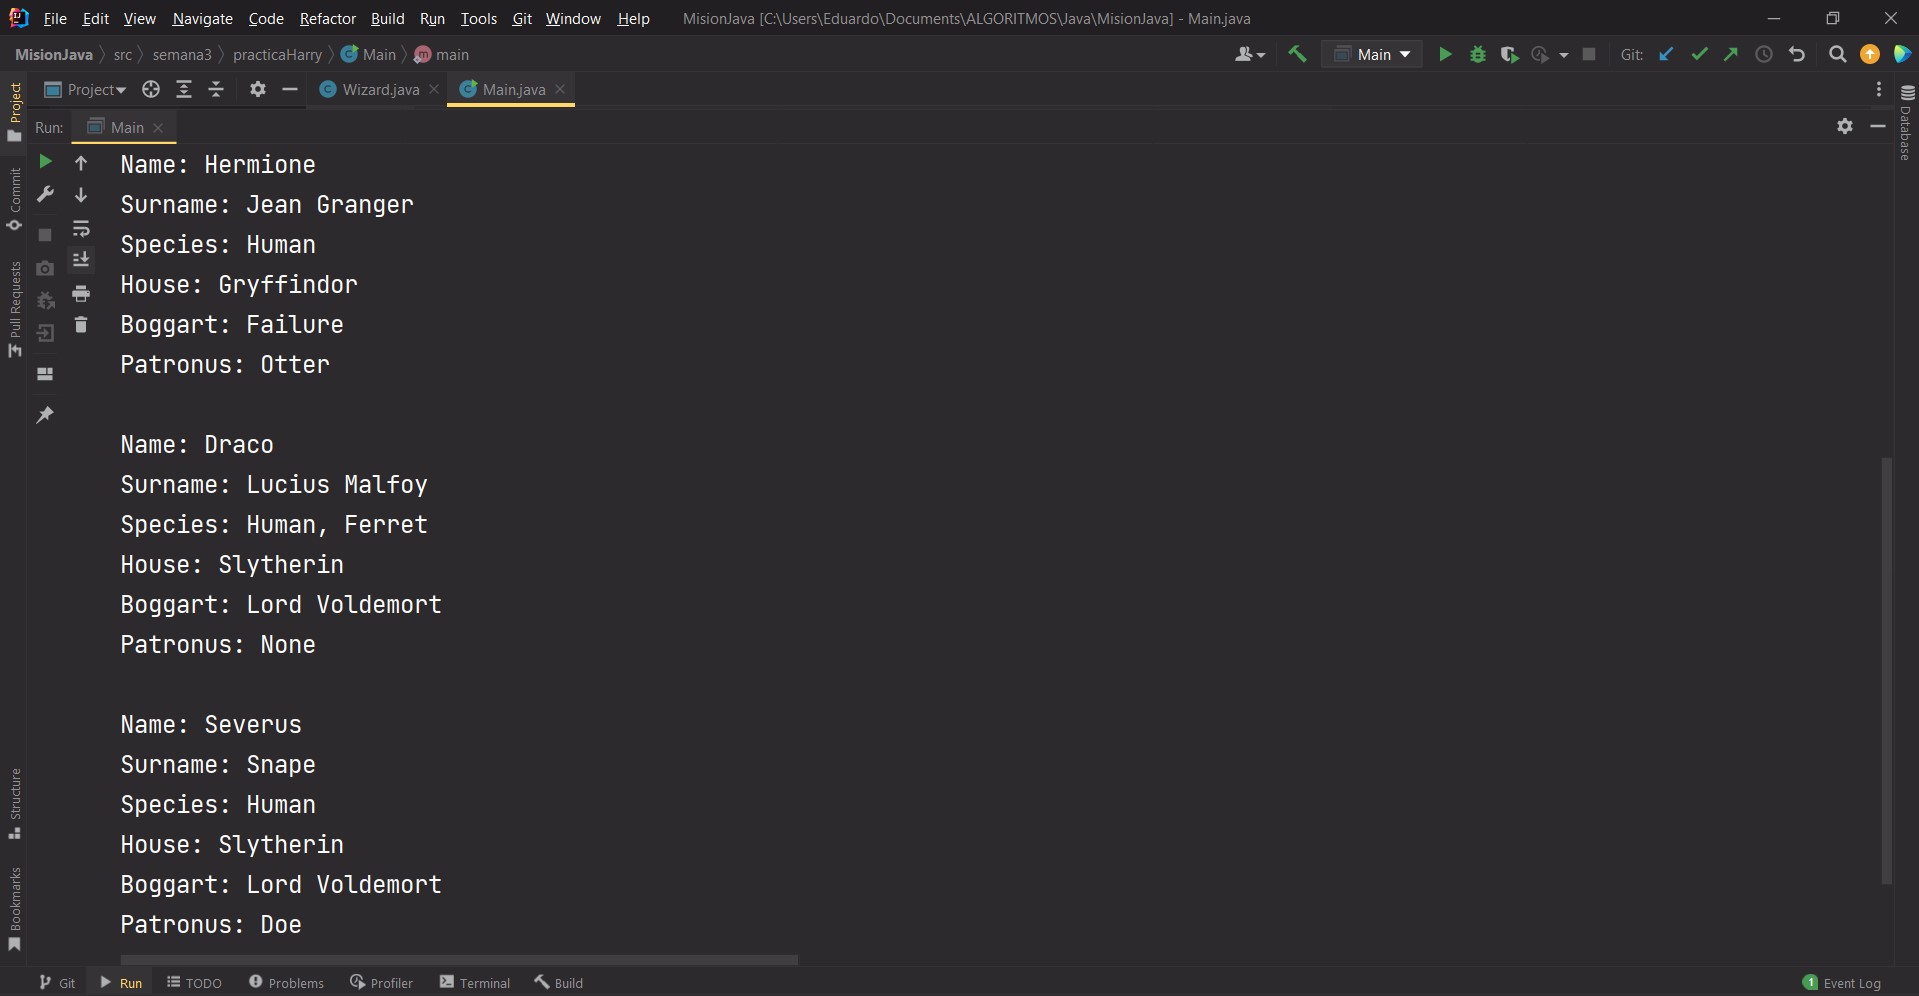 File Edit View Navigate Code Refactor Build Run Tools Git Window Help MisionJava [C:\Users\Eduardo\Documents\ALGORITMOS\Java\MisionJava] - Main.java
MisionJava src semana3 practicaHarry Main main Main Git:
Project Wizard.java Main.java
Run: Main
Name: Hermione
Surname: Jean Granger
Species: Human
House: Gryffindor
Boggart: Failure
Patronus: Otter
Name: Draco
Surname: Lucius Malfoy
Species: Human, Ferret
House: Slytherin
Boggart: Lord Voldemort
Patronus: None
Name: Severus
Surname: Snape
Species: Human
House: Slytherin
Boggart: Lord Voldemort
Patronus: Doe
Project
Commit
Pull Requests
Structure
Bookmarks
Database
Git Run TODO Problems Profiler Terminal Build 1 Event Log